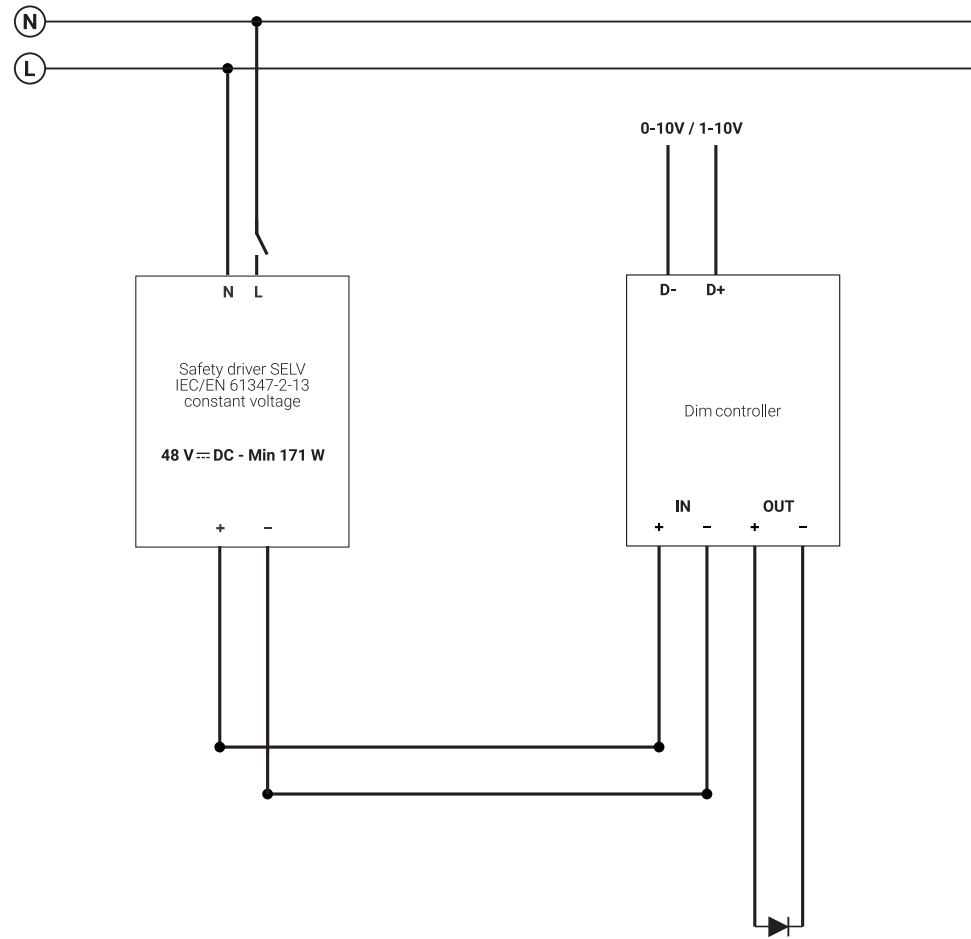 N
L
0-10V / 1-10V
N L
D- D+
Safety driver SELV
IEC/EN 61347-2-13
constant voltage
48 V⎓DC - Min 171 W
Dim controller
IN OUT
+ -
+ - + -